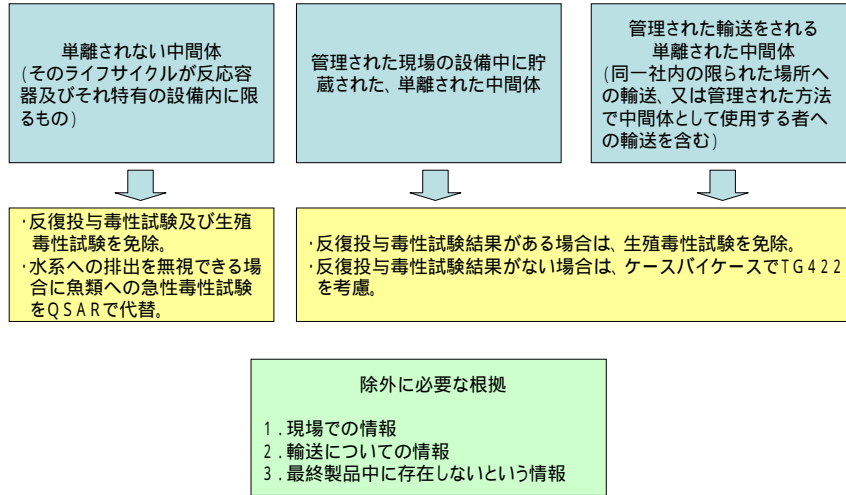 単離されない中間体
(そのライフサイクルが反応容
器及びそれ特有の設備内に限
るもの)
管理された現場の設備中に貯
蔵された、単離された中間体
管理された輸送をされる
単離された中間体
(同一社内の限られた場所へ
の輸送、又は管理された方法
で中間体として使用する者へ
の輸送を含む)
・反復投与毒性試験及び生殖
毒性試験を免除。
・水系への排出を無視できる場
合に魚類への急性毒性試験
をQSARで代替。
・反復投与毒性試験結果がある場合は、生殖毒性試験を免除。
・反復投与毒性試験結果がない場合は、ケースバイケースでTG422
を考慮。
除外に必要な根拠
1.現場での情報
2.輸送についての情報
3.最終製品中に存在しないという情報